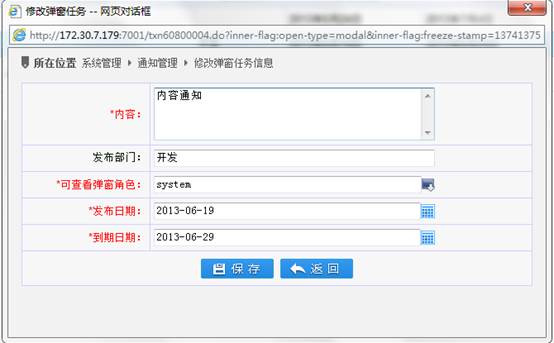 修改弹窗任务 -- 网页对话框
http://172.30.7.179:7001/txn60800004.do?inner-flag:open-type=modal&inner-flag:freeze-stamp=13741375
所在位置 系统管理 > 通知管理 > 修改弹窗任务信息
*内容： 内容通知
发布部门： 开发
*可查看弹窗角色： system
*发布日期： 2013-06-19
*到期日期： 2013-06-29
保存 返回